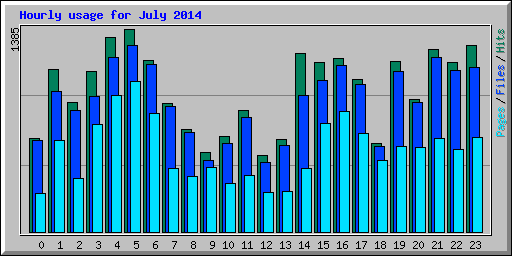 Hourly usage for July 2014
1385
Pages/Files/Hits
0 1 2 3 4 5 6 7 8 9 10 11 12 13 14 15 16 17 18 19 20 21 22 23